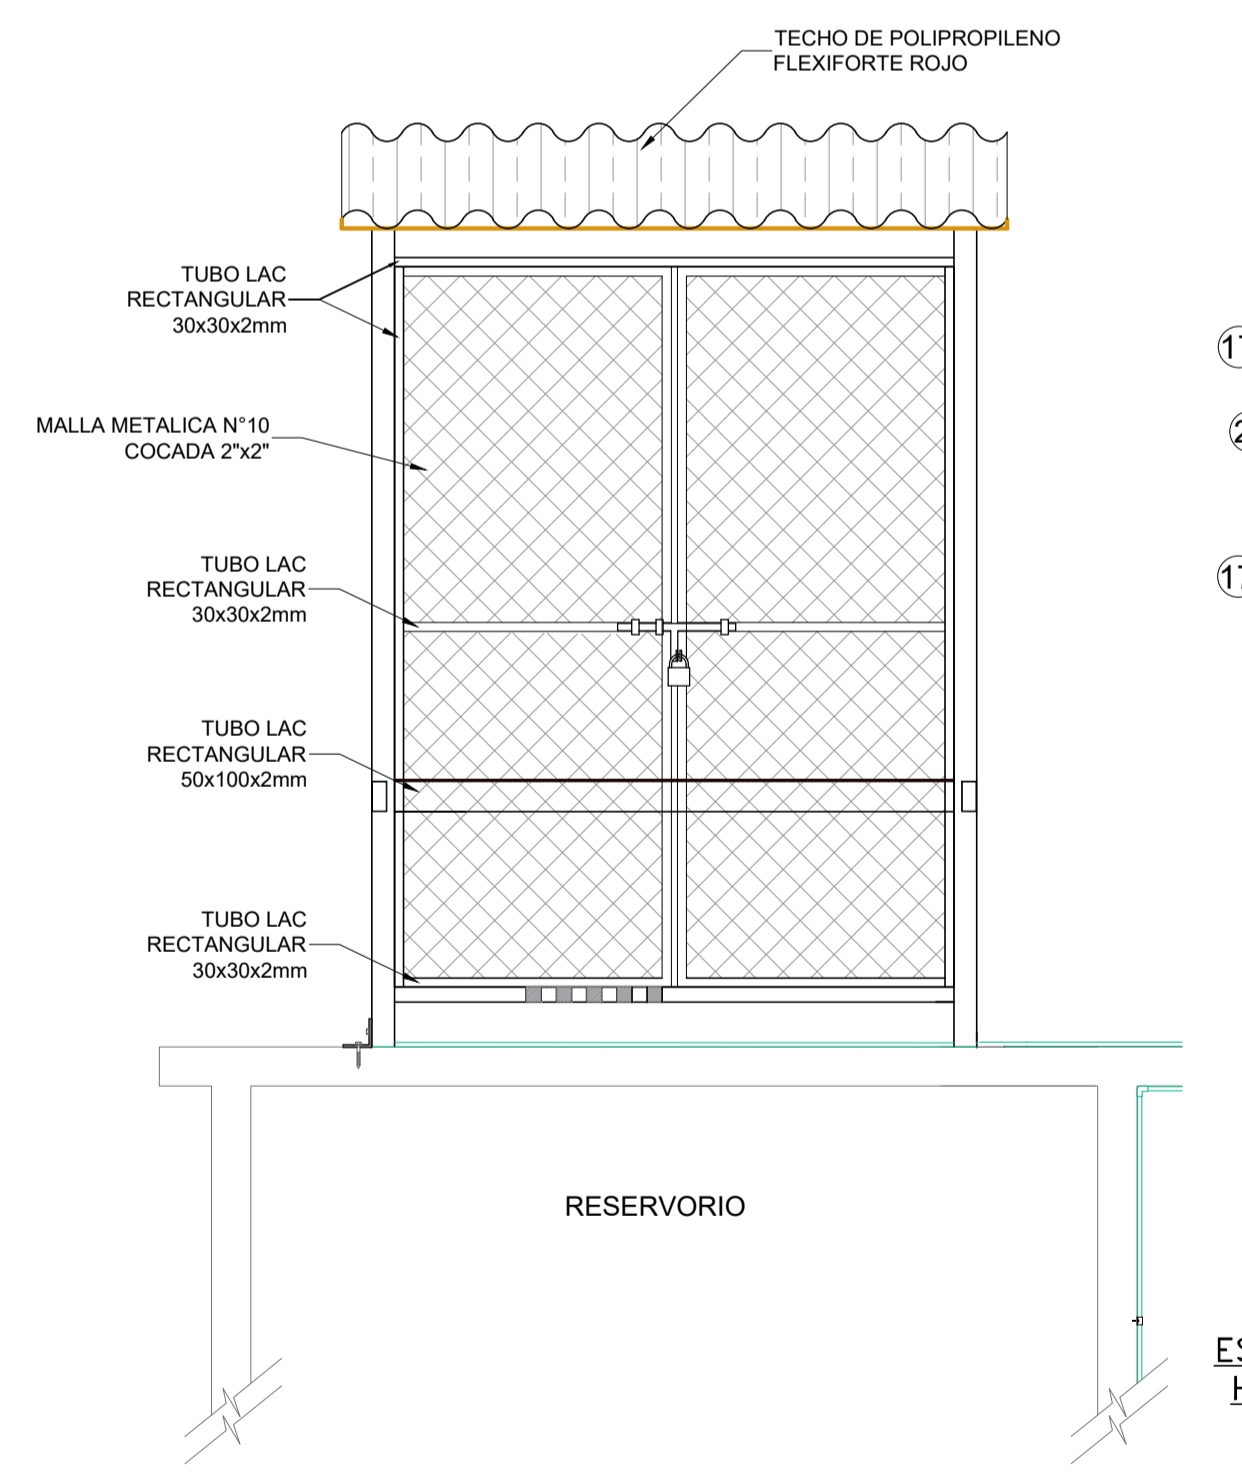 TECHO DE POLIPROPILENO
FLEXIFORTE ROJO
TUBO LAC
RECTANGULAR
30x30x2mm
MALLA METALICA N°10
COCADA 2"x2"
TUBO LAC
RECTANGULAR
30x30x2mm
TUBO LAC
RECTANGULAR
50x100x2mm
TUBO LAC
RECTANGULAR
30x30x2mm
RESERVORIO